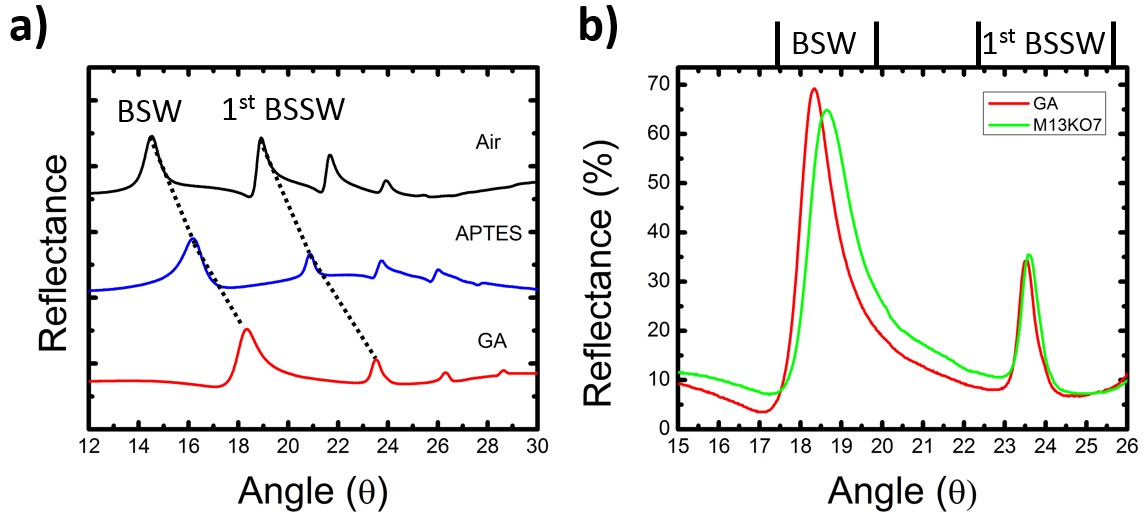 a)
BSW
1st BSSW
Air
APTES
GA
Reflectance
12 14 16 18 20 22 24 26 28 30
Angle (θ)
b)
BSW
1st BSSW
GA
M13KO7
70
60
50
40
30
20
10
0
Reflectance (%)
15 16 17 18 19 20 21 22 23 24 25 26
Angle (θ)